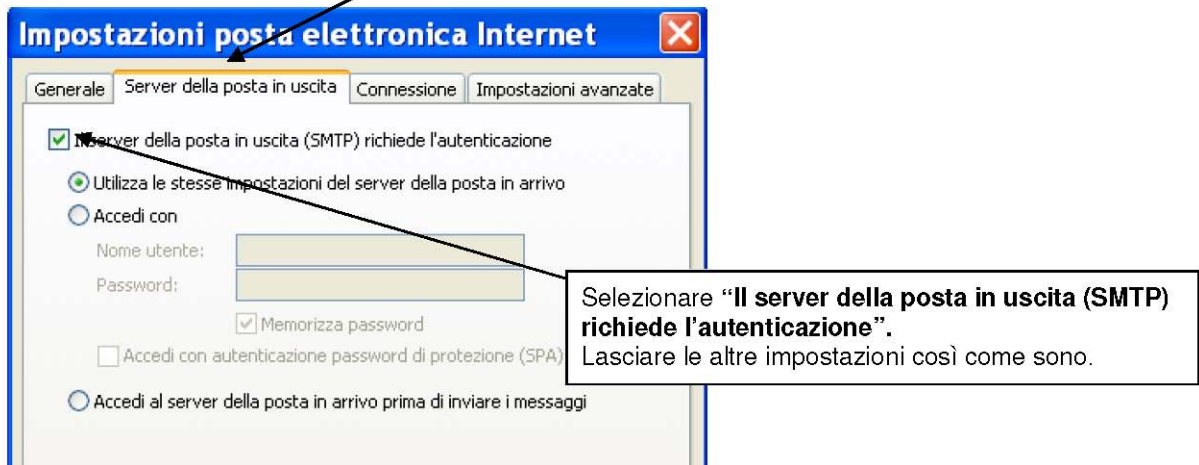 Impostazioni posta elettronica Internet
Generale Server della posta in uscita Connessione Impostazioni avanzate
Il server della posta in uscita (SMTP) richiede l'autenticazione
Utilizza le stesse impostazioni del server della posta in arrivo
Accedi con
Nome utente:
Password:
Memorizza password
Accedi con autenticazione password di protezione (SPA)
Accedi al server della posta in arrivo prima di inviare i messaggi
Selezionare “Il server della posta in uscita (SMTP)
richiede l’autenticazione”.
Lasciare le altre impostazioni così come sono.